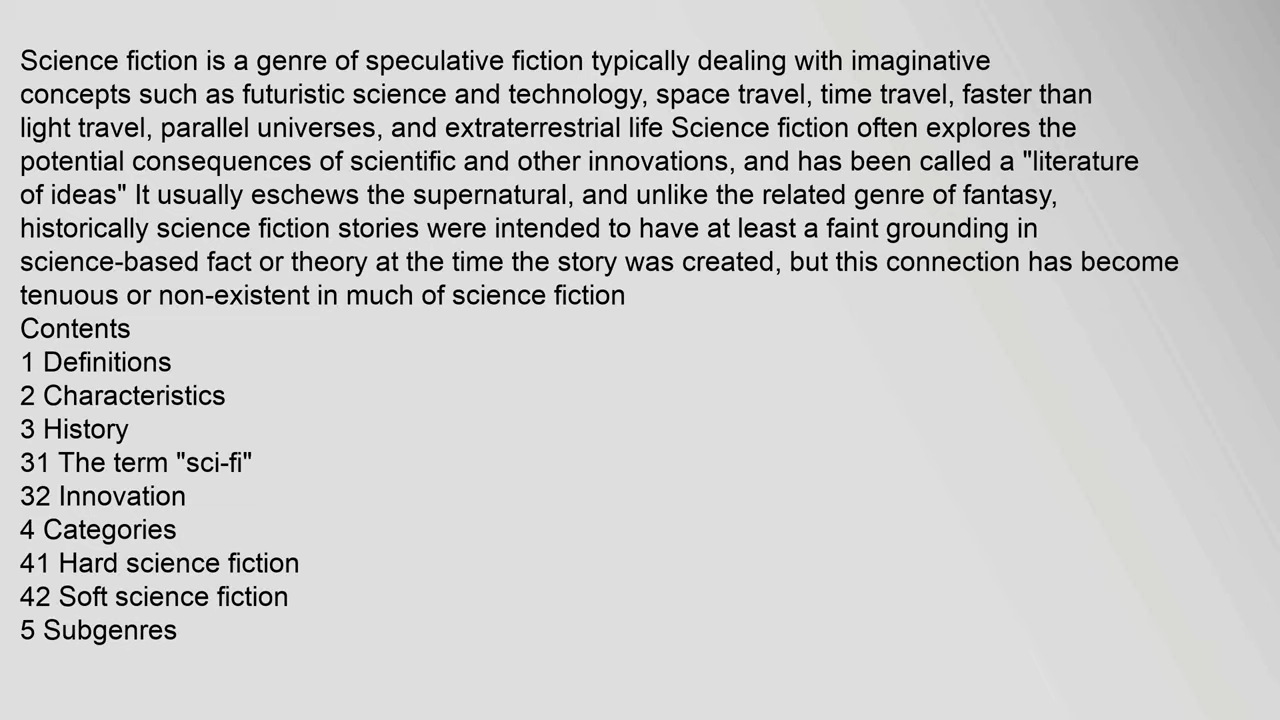 Science fiction is a genre of speculative fiction typically dealing with imaginative
concepts such as futuristic science and technology, space travel, time travel, faster than
light travel, parallel universes, and extraterrestrial life Science fiction often explores the
potential consequences of scientific and other innovations, and has been called a "literature
of ideas" It usually eschews the supernatural, and unlike the related genre of fantasy,
historically science fiction stories were intended to have at least a faint grounding in
science-based fact or theory at the time the story was created, but this connection has become
tenuous or non-existent in much of science fiction
Contents
1 Definitions
2 Characteristics
3 History
31 The term "sci-fi"
32 Innovation
4 Categories
41 Hard science fiction
42 Soft science fiction
5 Subgenres